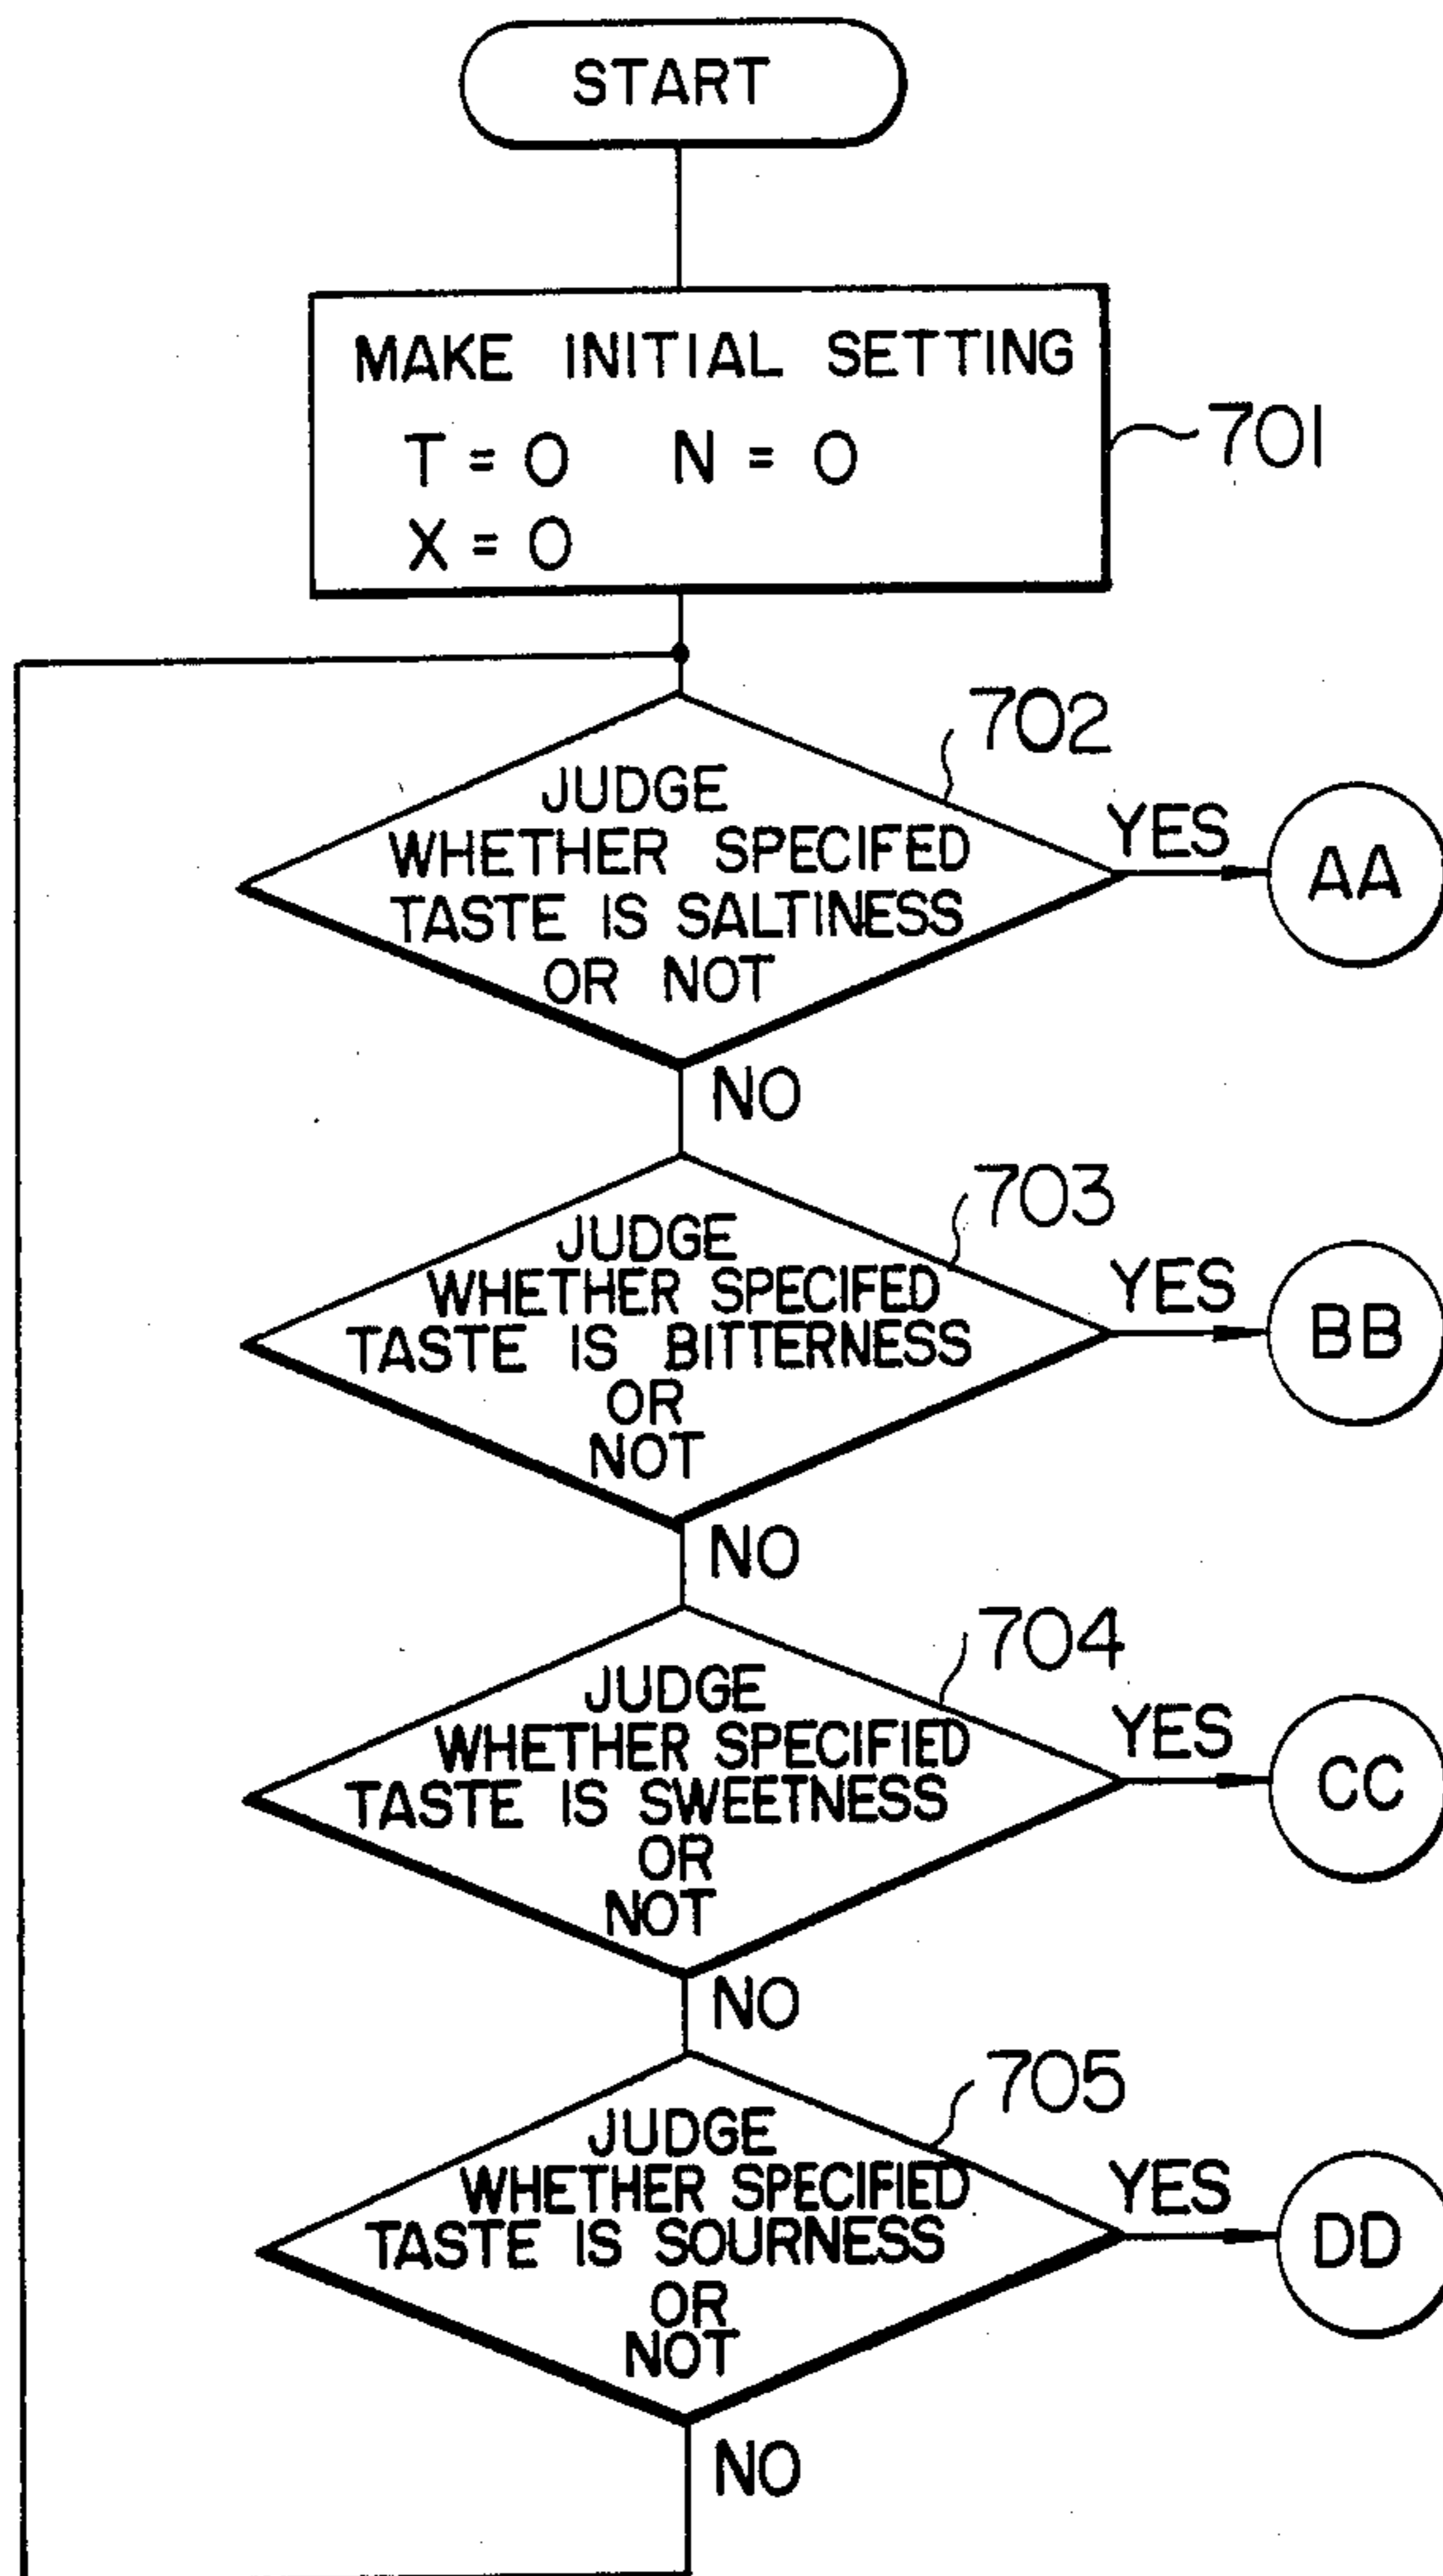 START
MAKE INITIAL SETTING
T = 0 N = 0
X = 0
701
702
JUDGE
WHETHER SPECIFED
TASTE IS SALTINESS
OR NOT
YES
AA
NO
703
JUDGE
WHETHER SPECIFED
TASTE IS BITTERNESS
OR
NOT
YES
BB
NO
704
JUDGE
WHETHER SPECIFIED
TASTE IS SWEETNESS
OR
NOT
YES
CC
NO
705
JUDGE
WHETHER SPECIFIED
TASTE IS SOURNESS
OR
NOT
YES
DD
NO